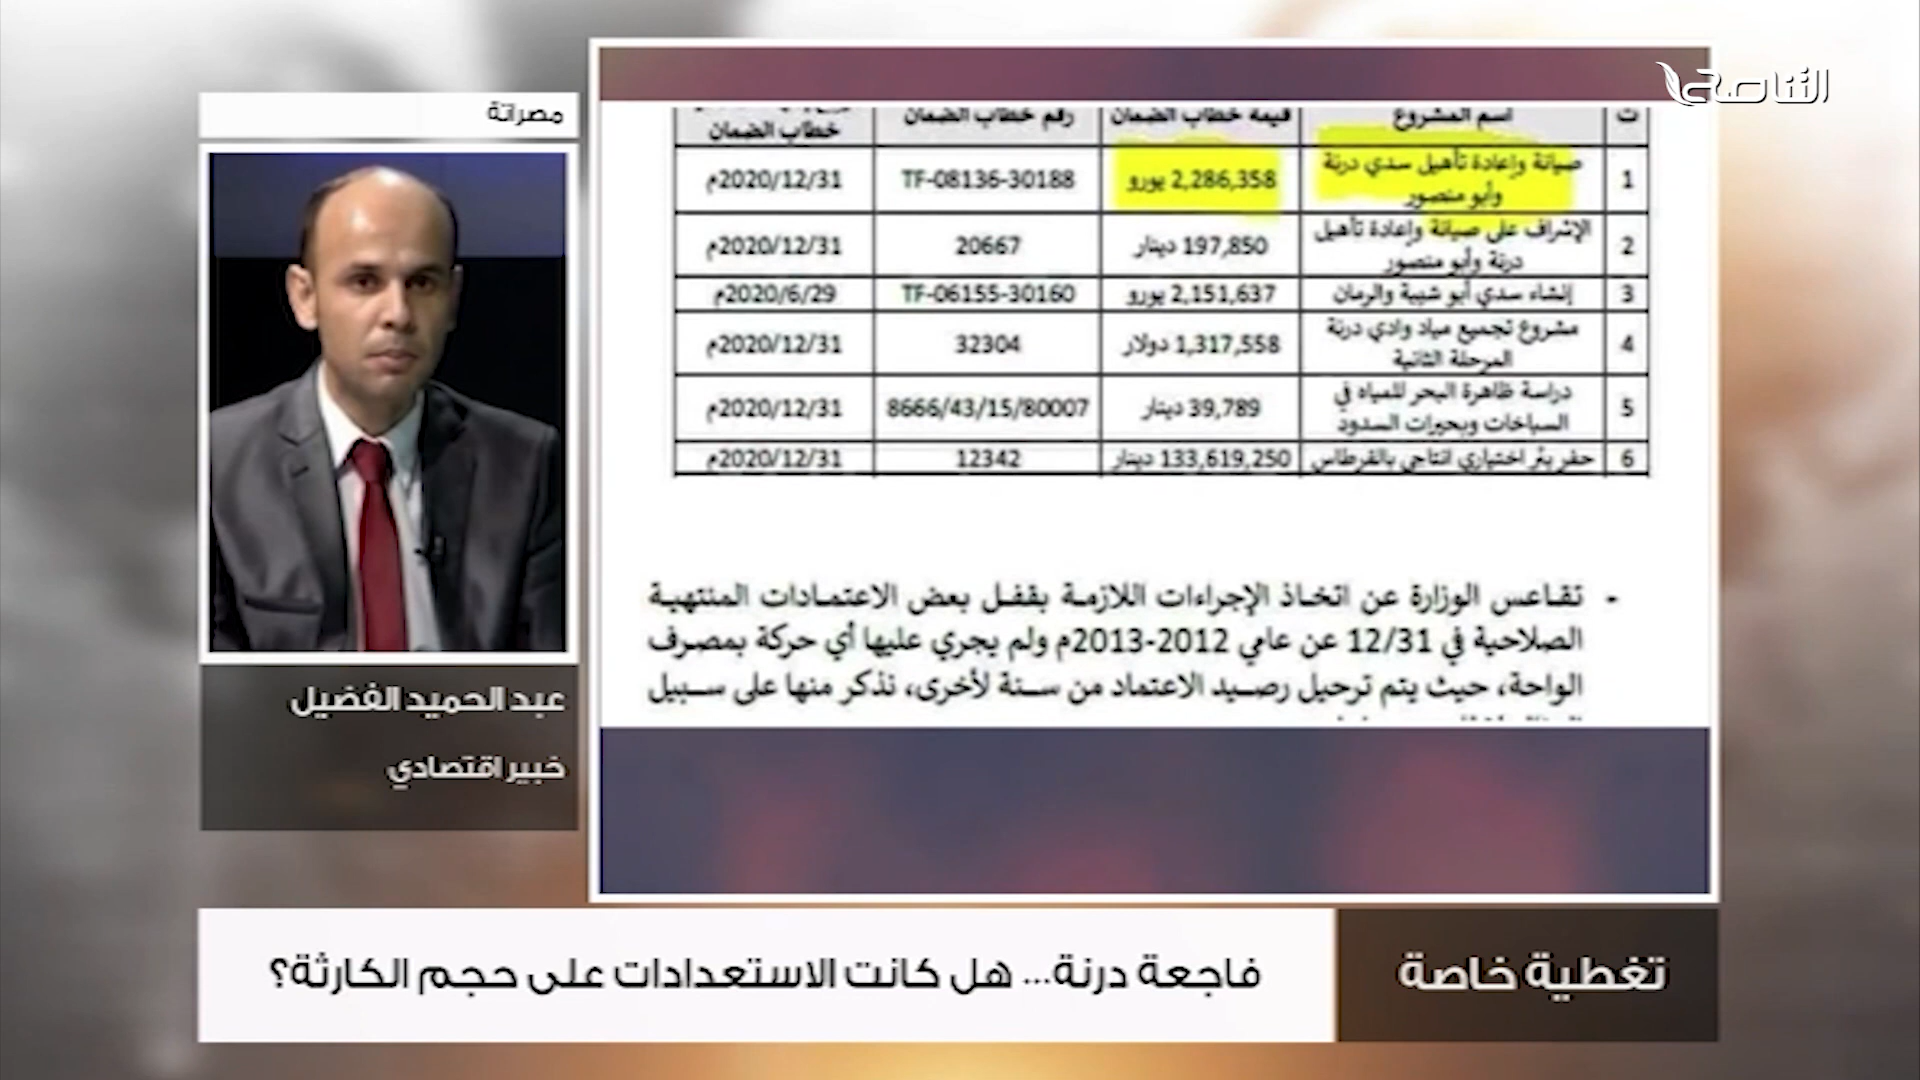 التناصح
مصراتة
ت اسم المشروع قيمة خطاب الضمان رقم خطاب الضمان
خطاب الضمان
1 صيانة وإعادة تأهيل سدي درنة 2,286,358 يورو TF-08136-30188 2020/12/31م
وأبو منصور
2 الإشراف على صيانة وإعادة تأهيل 197,850 دينار 20667 2020/12/31م
درنة وأبو منصور
3 إنشاء سدي أبو شيبة والرمان 2,151,637 يورو TF-06155-30160 2020/6/29م
4 مشروع تجميع مياه وادي درنة 1,317,558 دولار 32304 2020/12/31م
المرحلة الثانية
5 دراسة ظاهرة البحر للمياه في 39,789 دينار 8666/43/15/80007 2020/12/31م
السباخات وبحيرات السدود
6 حفر بئر اختياري انتاجي بالقرطاس 133,619,250 دينار 12342 2020/12/31م
- تقاعس الوزارة عن اتخاذ الإجراءات اللازمة بقفل بعض الاعتمادات المنتهية
الصلاحية في 12/31 عن عامي 2012-2013م ولم يجري عليها أي حركة بمصرف
الواحة، حيث يتم ترحيل رصيد الاعتماد من سنة لأخرى، نذكر منها على سبيل
عبد الحميد الفضيل
خبير اقتصادي
تغطية خاصة
فاجعة درنة... هل كانت الاستعدادات على حجم الكارثة؟